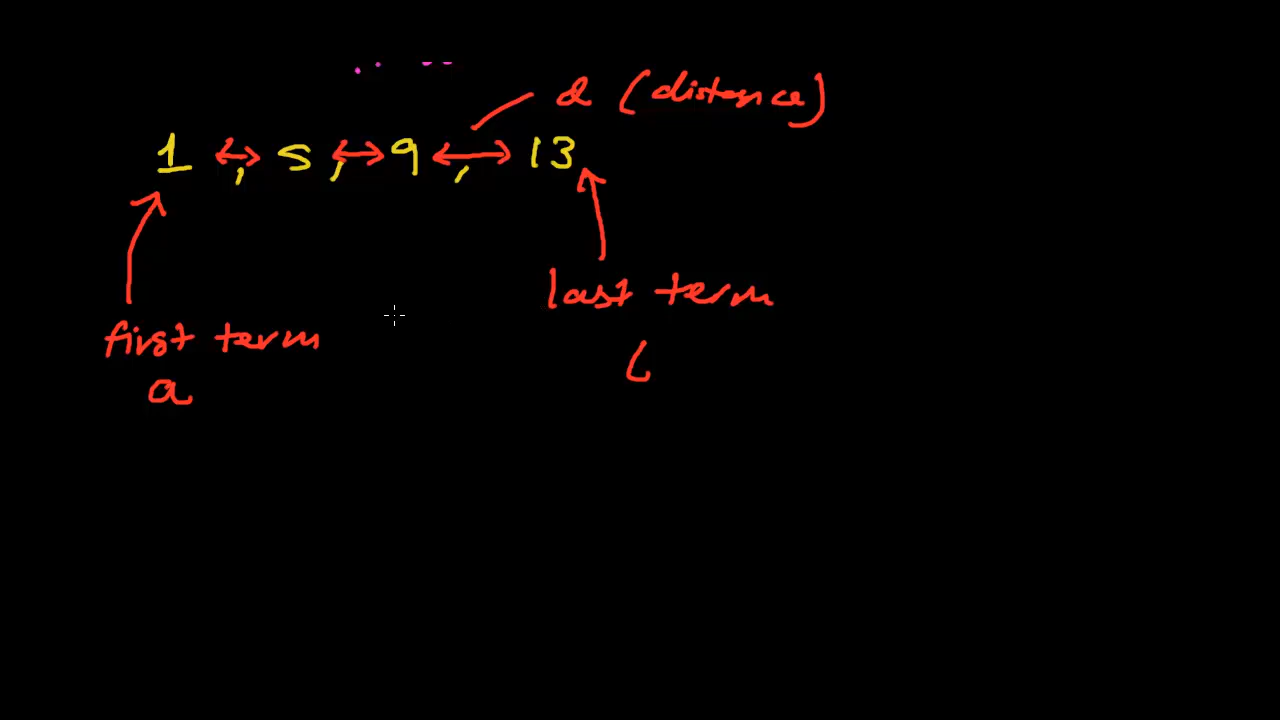 d (distance)
1 , 5 , 9 , 13
last term
first term
l
a